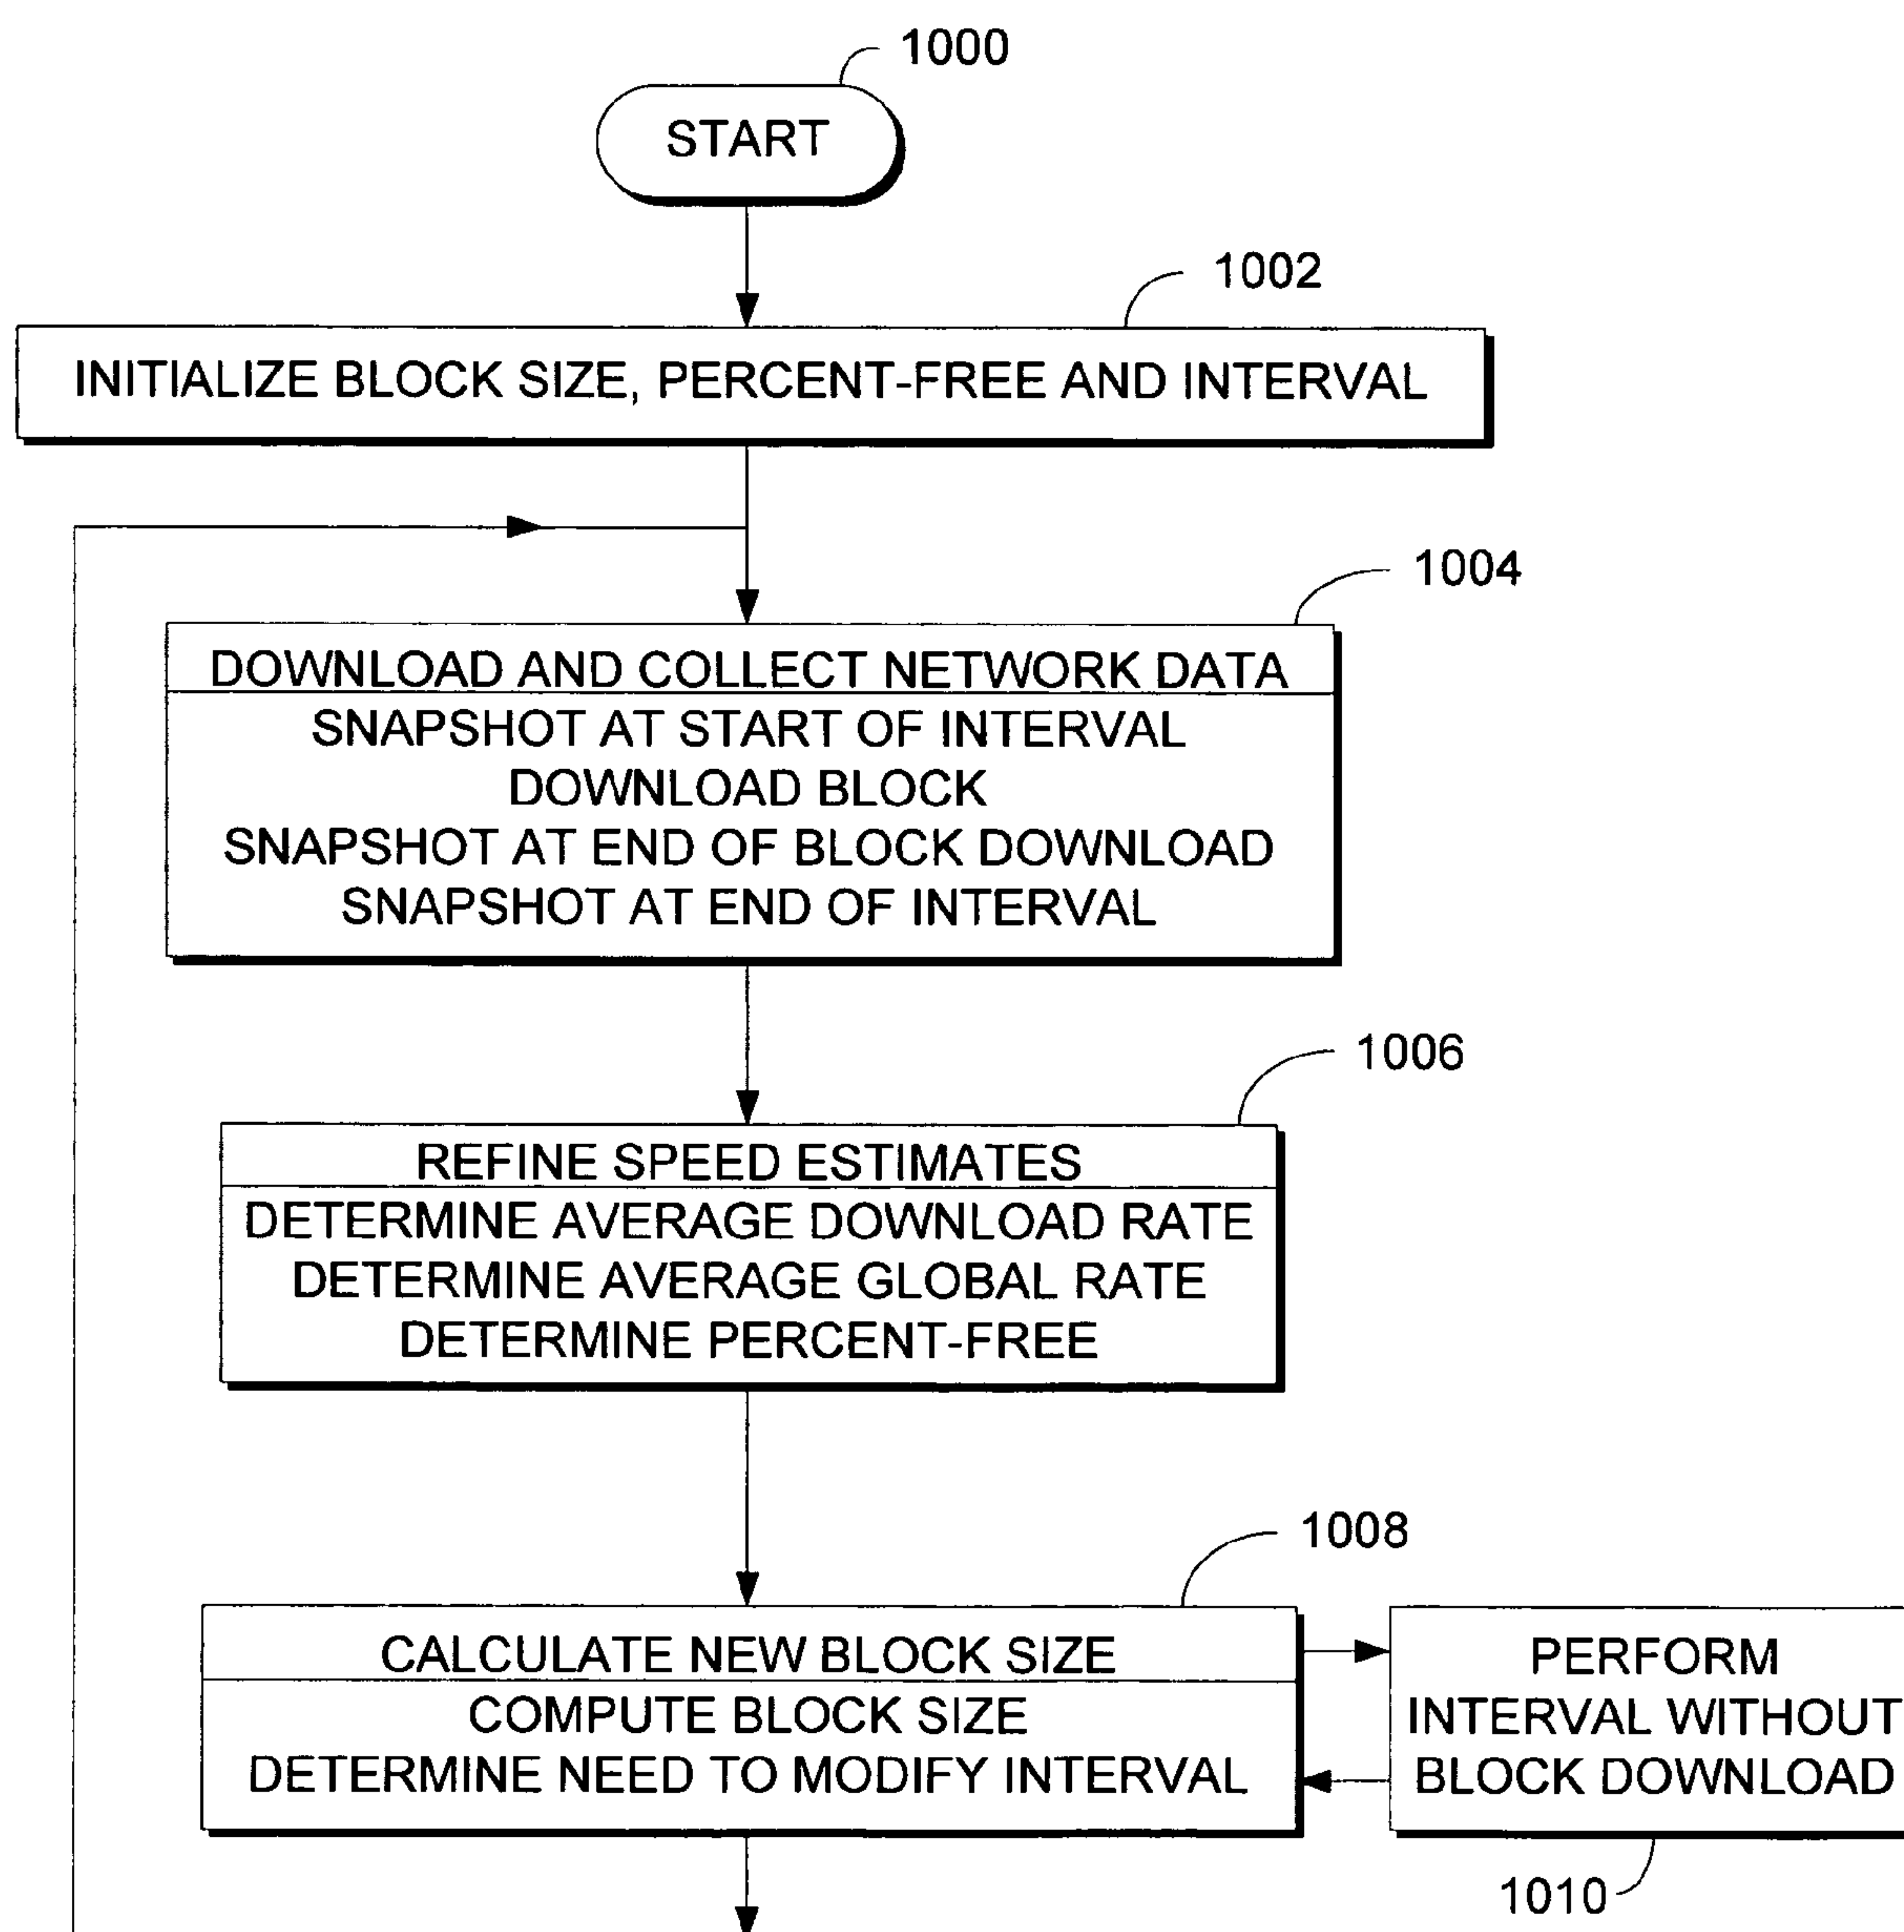 1000
START
1002
INITIALIZE BLOCK SIZE, PERCENT-FREE AND INTERVAL
1004
DOWNLOAD AND COLLECT NETWORK DATA
SNAPSHOT AT START OF INTERVAL
DOWNLOAD BLOCK
SNAPSHOT AT END OF BLOCK DOWNLOAD
SNAPSHOT AT END OF INTERVAL
1006
REFINE SPEED ESTIMATES
DETERMINE AVERAGE DOWNLOAD RATE
DETERMINE AVERAGE GLOBAL RATE
DETERMINE PERCENT-FREE
1008
CALCULATE NEW BLOCK SIZE
COMPUTE BLOCK SIZE
DETERMINE NEED TO MODIFY INTERVAL
PERFORM
INTERVAL WITHOUT
BLOCK DOWNLOAD
1010